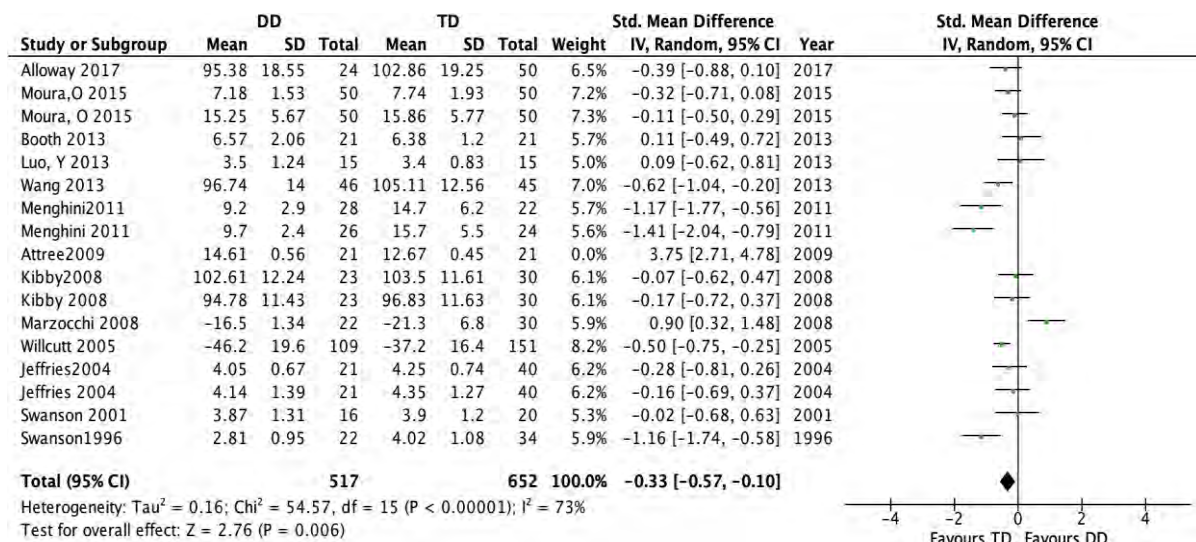 DD TD Std. Mean Difference Std. Mean Difference
Study or Subgroup Mean SD Total Mean SD Total Weight IV, Random, 95% CI Year IV, Random, 95% CI
Alloway 2017 95.38 18.55 24 102.86 19.25 50 6.5% -0.39 [-0.88, 0.10] 2017
Moura,O 2015 7.18 1.53 50 7.74 1.93 50 7.2% -0.32 [-0.71, 0.08] 2015
Moura, O 2015 15.25 5.67 50 15.86 5.77 50 7.2% -0.11 [-0.50, 0.29] 2015
Booth 2013 6.57 2.06 21 6.38 1.2 21 5.8% 0.11 [-0.49, 0.72] 2013
Luo, Y 2013 3.5 1.24 15 3.4 0.83 15 5.0% 0.09 [-0.62, 0.81] 2013
Wang 2013 96.74 14 46 105.11 12.56 45 7.0% -0.62 [-1.04, -0.20] 2013
Menghini2011 9.2 2.9 28 14.7 6.2 22 5.7% -1.17 [-1.77, -0.56] 2011
Menghini 2011 9.7 2.4 26 15.7 5.5 24 5.6% -1.41 [-2.04, -0.79] 2011
Attree2009 14.61 0.56 21 12.67 0.45 21 0.0% 3.75 [2.71, 4.78] 2009
Kibby2008 102.61 12.24 23 103.5 11.61 30 6.1% -0.07 [-0.62, 0.47] 2008
Kibby 2008 94.78 11.43 23 96.83 11.63 30 6.1% -0.17 [-0.72, 0.37] 2008
Marzocchi 2008 -16.5 1.34 22 -21.3 6.8 30 5.9% 0.90 [0.32, 1.48] 2008
Willcutt 2005 -46.2 19.6 109 -37.2 16.4 151 8.2% -0.50 [-0.75, -0.25] 2005
Jeffries2004 4.05 0.67 21 4.25 0.74 40 6.2% -0.28 [-0.81, 0.26] 2004
Jeffries 2004 4.14 1.39 21 4.35 1.27 40 6.2% -0.16 [-0.69, 0.37] 2004
Swanson 2001 3.87 1.31 16 3.9 1.2 20 5.4% -0.02 [-0.68, 0.63] 2001
Swanson1996 2.81 0.95 22 4.02 1.08 34 5.9% -1.16 [-1.74, -0.58] 1996
Total (95% CI) 517 652 100.0% -0.33 [-0.57, -0.10]
Heterogeneity: Tau² = 0.16; Chi² = 54.57, df = 15 (P < 0.00001); I² = 73%
Test for overall effect: Z = 2.76 (P = 0.006)
-4 -2 0 2 4
Favours TD Favours DD